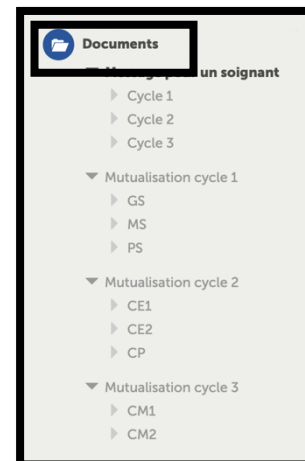 Documents
pour un soignant
Cycle 1
Cycle 2
Cycle 3
Mutualisation cycle 1
GS
MS
PS
Mutualisation cycle 2
CE1
CE2
CP
Mutualisation cycle 3
CM1
CM2